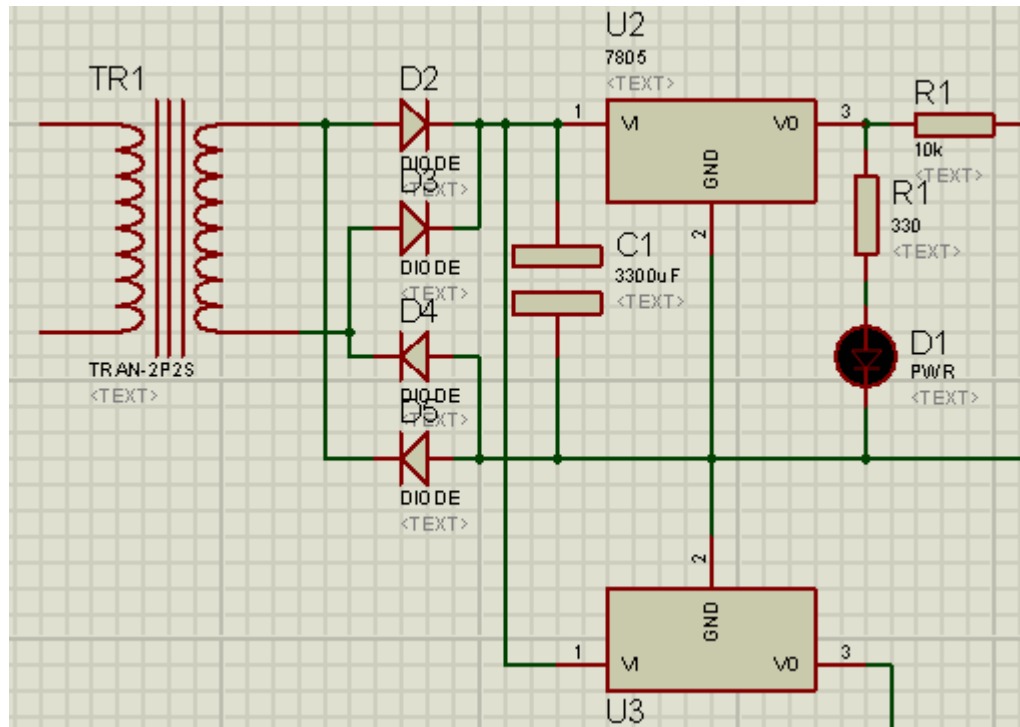 U2
7805
<TEXT>
TR1
D2
R1
1
VI
VO
3
GND
2
10k
<TEXT>
DIODE
<TEXT>
D3
R1
330
<TEXT>
C1
3300uF
<TEXT>
DIODE
<TEXT>
D4
TRAN-2P2S
<TEXT>
D1
PWR
<TEXT>
DIODE
<TEXT>
D5
DIODE
<TEXT>
2
GND
1
VI
VO
3
U3